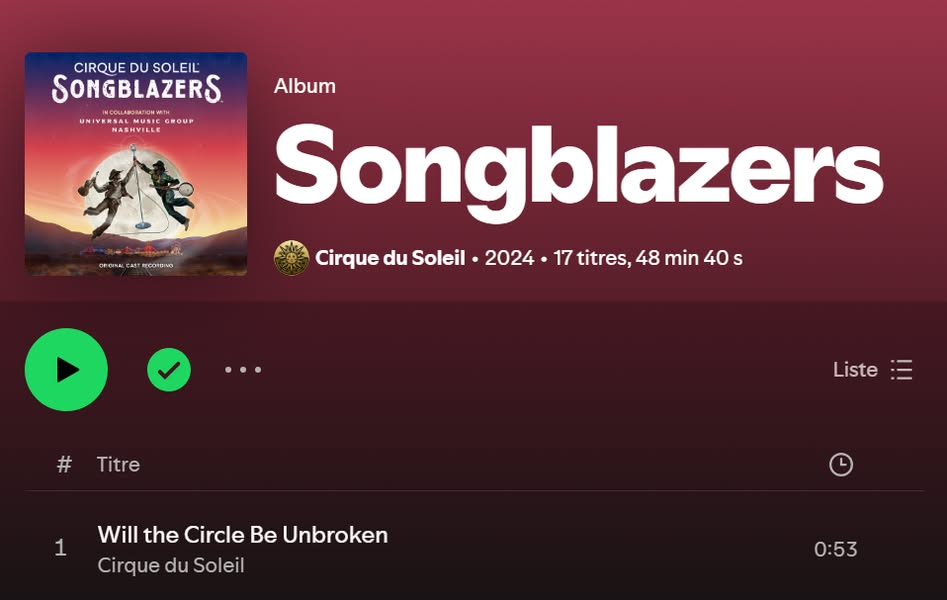 CIRQUE DU SOLEIL
SONGBLAZERS
IN COLLABORATION WITH
UNIVERSAL MUSIC GROUP
NASHVILLE
ORIGINAL CAST RECORDING
Album
Songblazers
Cirque du Soleil • 2024 • 17 titres, 48 min 40 s
Liste
# Titre
1 Will the Circle Be Unbroken 0:53
Cirque du Soleil